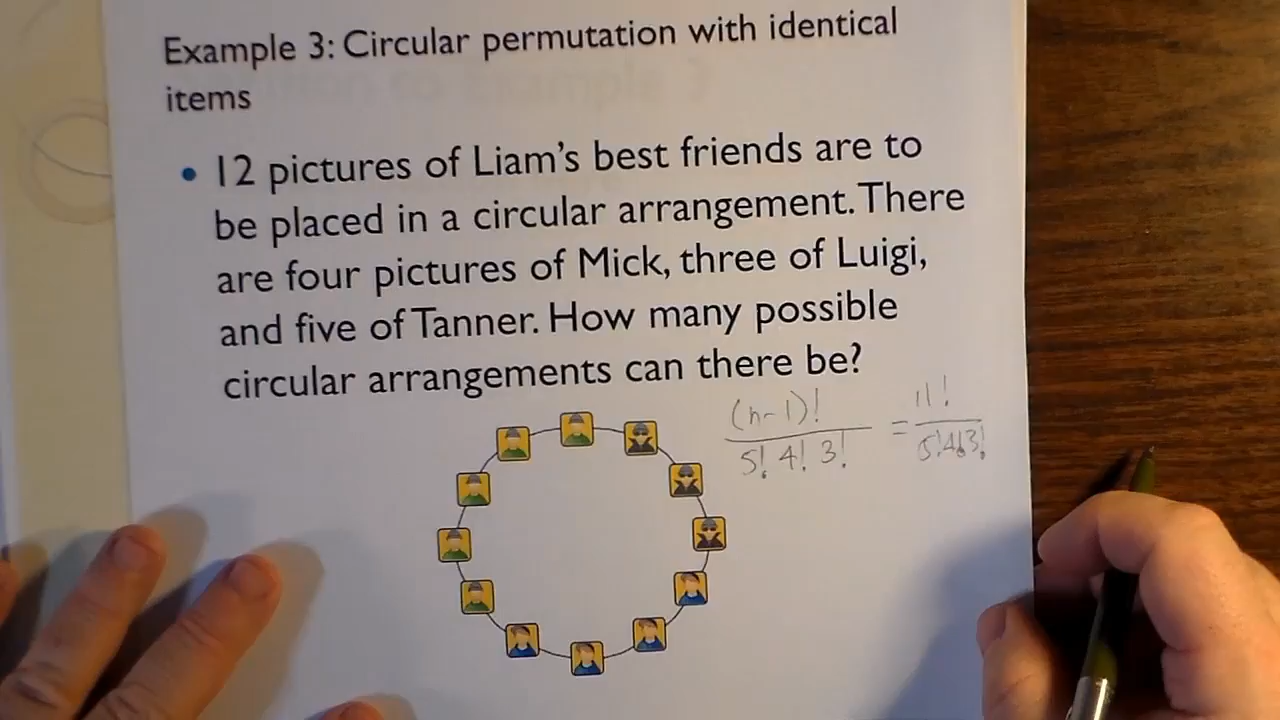 Example 3: Circular permutation with identical
items
• 12 pictures of Liam's best friends are to
be placed in a circular arrangement. There
are four pictures of Mick, three of Luigi,
and five of Tanner. How many possible
circular arrangements can there be?
(n-1)! / 5! 4! 3! = 11! / 5!4!3!